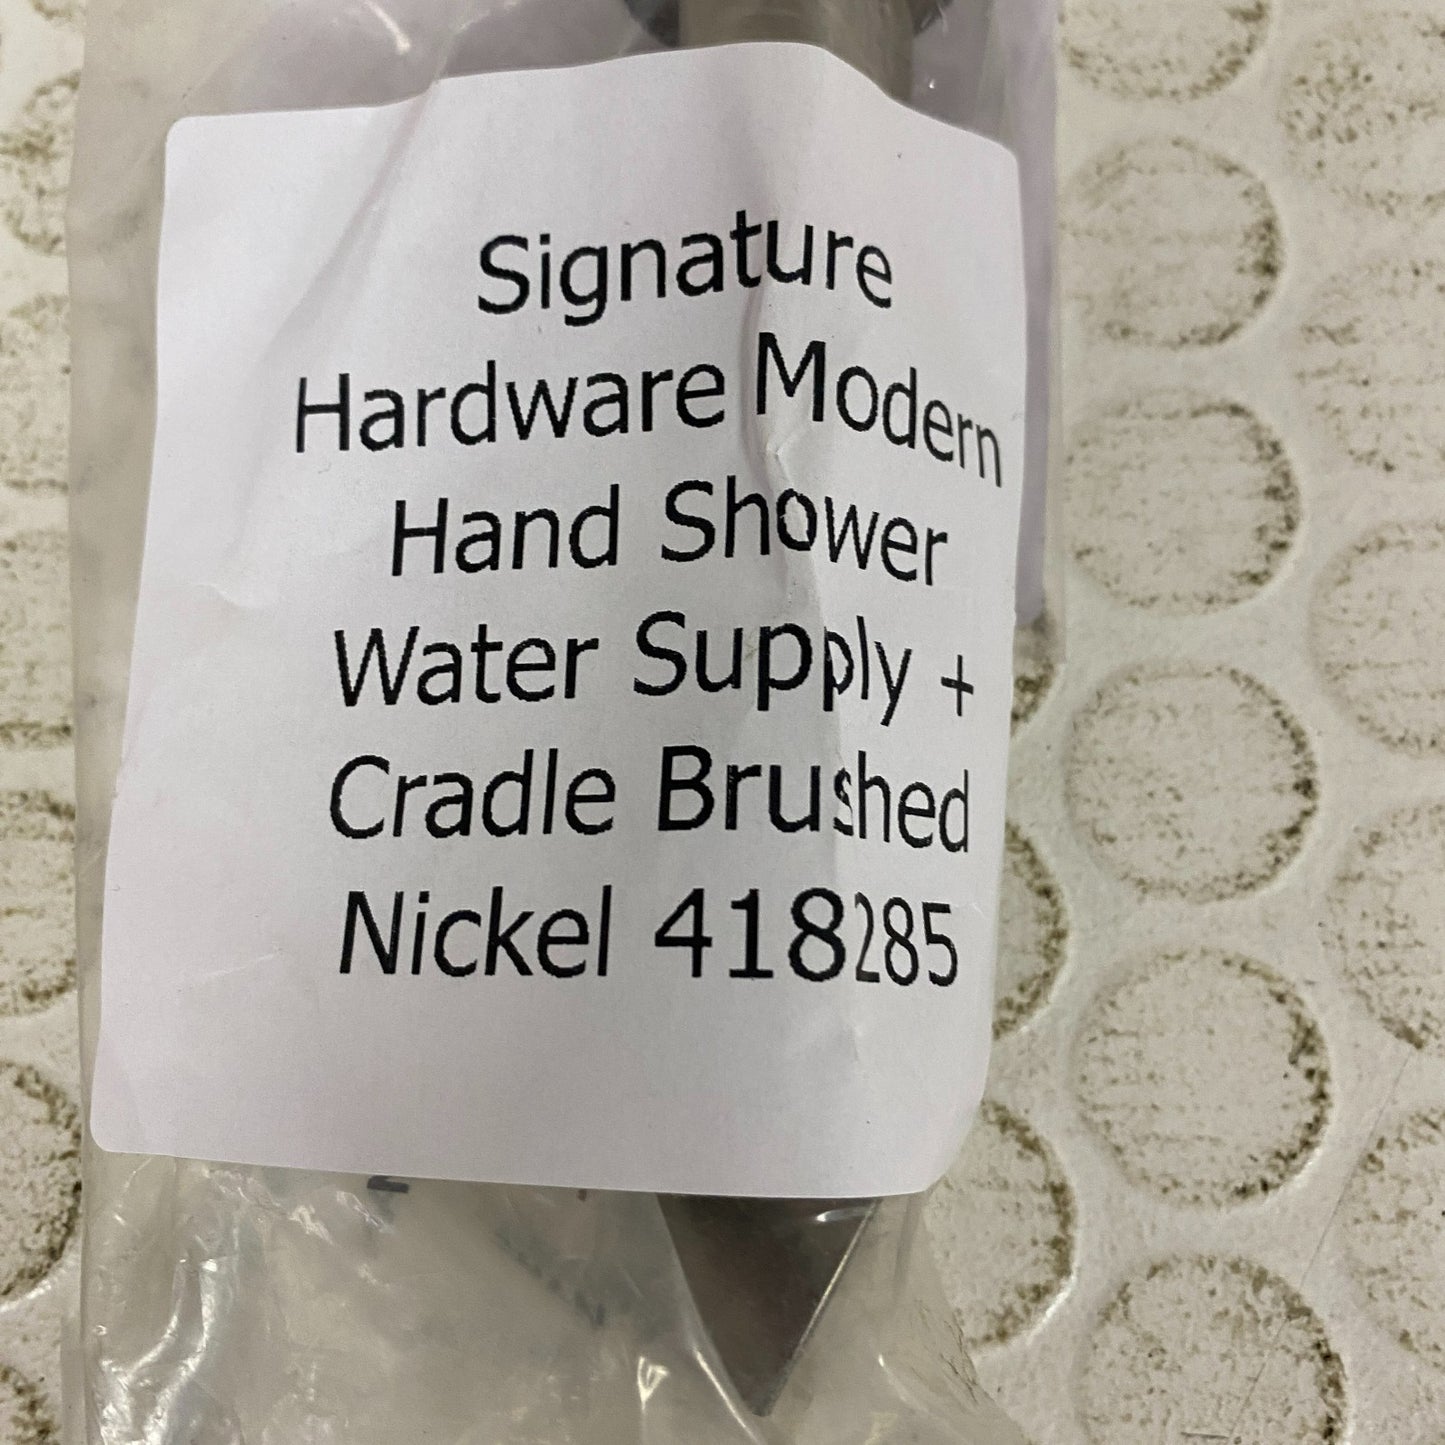 Signature
Hardware Modern
Hand Shower
Water Supply +
Cradle Brushed
Nickel 418285